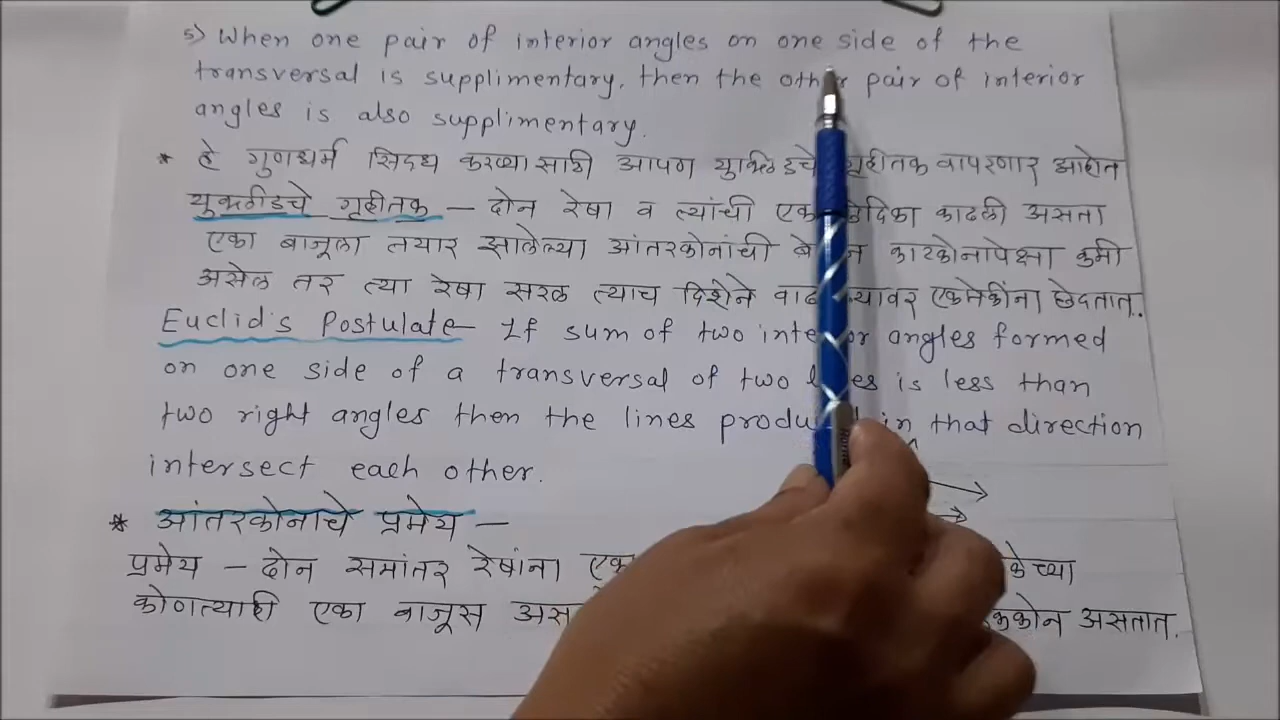 5) When one pair of interior angles on one side of the
transversal is supplimentary, then the other pair of interior
angles is also supplimentary.
* हे गुणधर्म सिदध करण्यासाठी आपण युक्लिडचे गृहीतक वापरणार आहोत
युक्लीडचे गृहीतक – दोन रेषा व त्यांची एक छेदिका काढली असता
एका बाजूला तयार झालेल्या आंतरकोनांची काटकोनापेक्षा कमी
असेल तर त्या रेषा सरळ त्याच दिशेने एकमेकींना छेदतात..
Euclid's Postulate – If sum of two interior angles formed
on one side of a transversal of two lines is less than
two right angles then the lines produced in that direction
intersect each other.
* आंतरकोनाचे प्रमेय –
प्रमेय – दोन समांतर रेषांना एका
कोणत्याही एका बाजूस असतात.